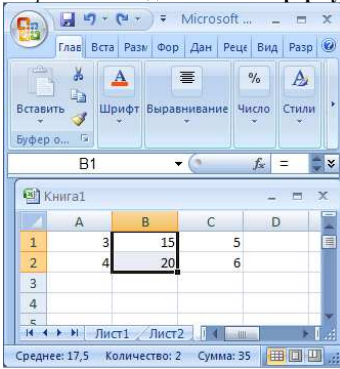 Microsoft ...
Глав Вста Разм Фор Дан Реце Вид Разр
Вставить Шрифт Выравнивание Число Стили
%
Буфер о...
B1 fx =
Книга1
A B C D
1 3 15 5
2 4 20 6
3
4
5
Лист1 Лист2
Среднее: 17,5 Количество: 2 Сумма: 35